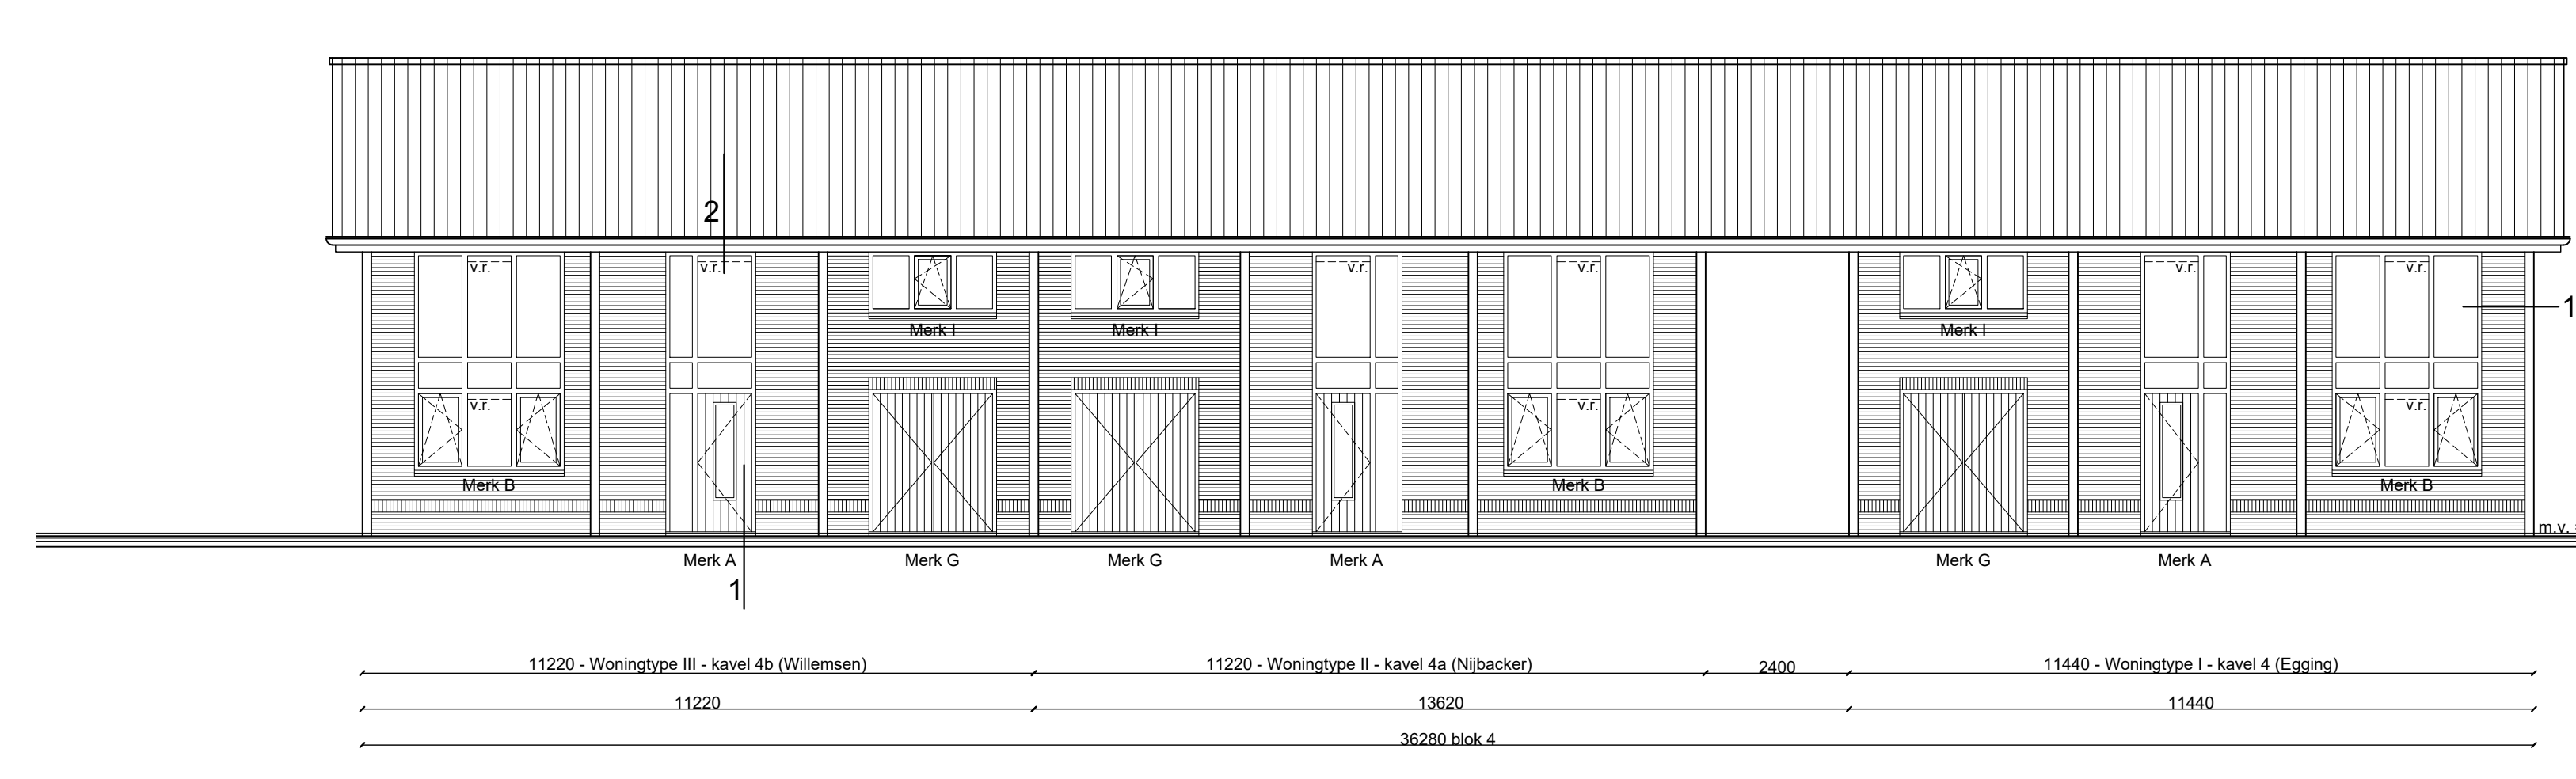 2
v.r.
v.r.
v.r.
v.r.
v.r.
v.r.
1
Merk I
Merk I
Merk I
v.r.
v.r.
v.r.
Merk B
Merk B
Merk B
m.v.
Merk A
Merk G
Merk G
Merk A
Merk G
Merk A
1
11220 - Woningtype III - kavel 4b (Willemsen)
11220 - Woningtype II - kavel 4a (Nijbacker)
2400
11440 - Woningtype I - kavel 4 (Egging)
11220
13620
11440
36280 blok 4